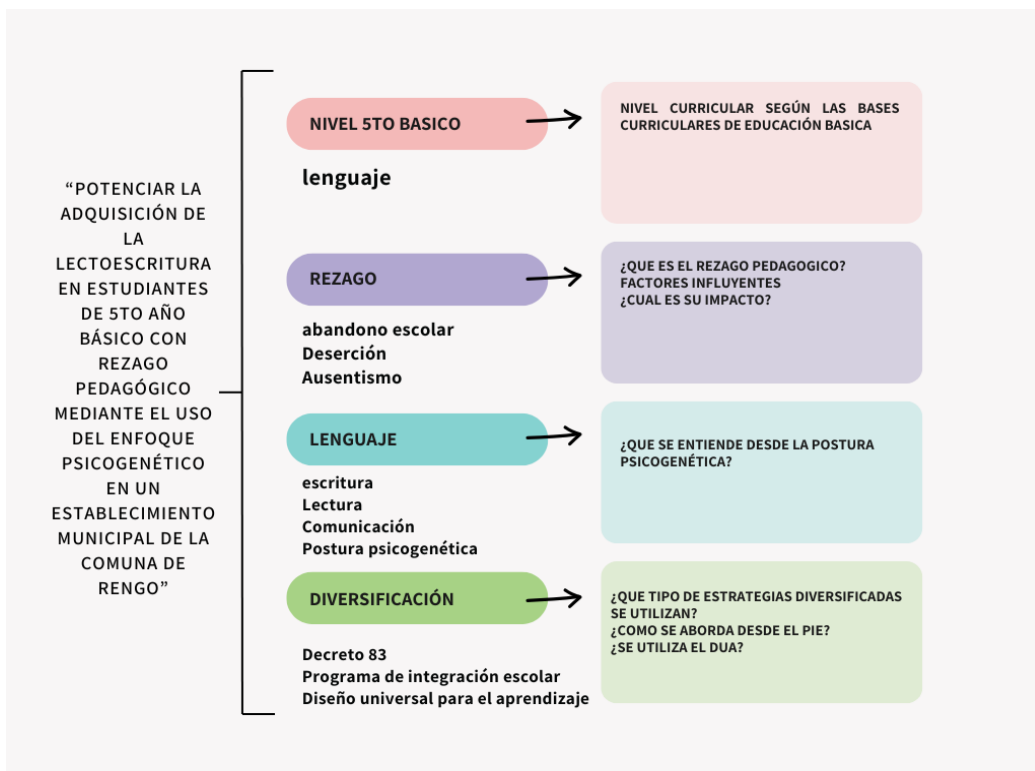 “POTENCIAR LA
ADQUISICIÓN DE
LA
LECTOESCRITURA
EN ESTUDIANTES
DE 5TO AÑO
BÁSICO CON
REZAGO
PEDAGÓGICO
MEDIANTE EL USO
DEL ENFOQUE
PSICOGENÉTICO
EN UN
ESTABLECIMIENTO
MUNICIPAL DE LA
COMUNA DE
RENGO”
NIVEL 5TO BASICO
lenguaje
NIVEL CURRICULAR SEGÚN LAS BASES
CURRICULARES DE EDUCACIÓN BASICA
REZAGO
abandono escolar
Deserción
Ausentismo
¿QUE ES EL REZAGO PEDAGOGICO?
FACTORES INFLUYENTES
¿CUAL ES SU IMPACTO?
LENGUAJE
escritura
Lectura
Comunicación
Postura psicogenética
¿QUE SE ENTIENDE DESDE LA POSTURA
PSICOGENÉTICA?
DIVERSIFICACIÓN
Decreto 83
Programa de integración escolar
Diseño universal para el aprendizaje
¿QUE TIPO DE ESTRATEGIAS DIVERSIFICADAS
SE UTILIZAN?
¿COMO SE ABORDA DESDE EL PIE?
¿SE UTILIZA EL DUA?